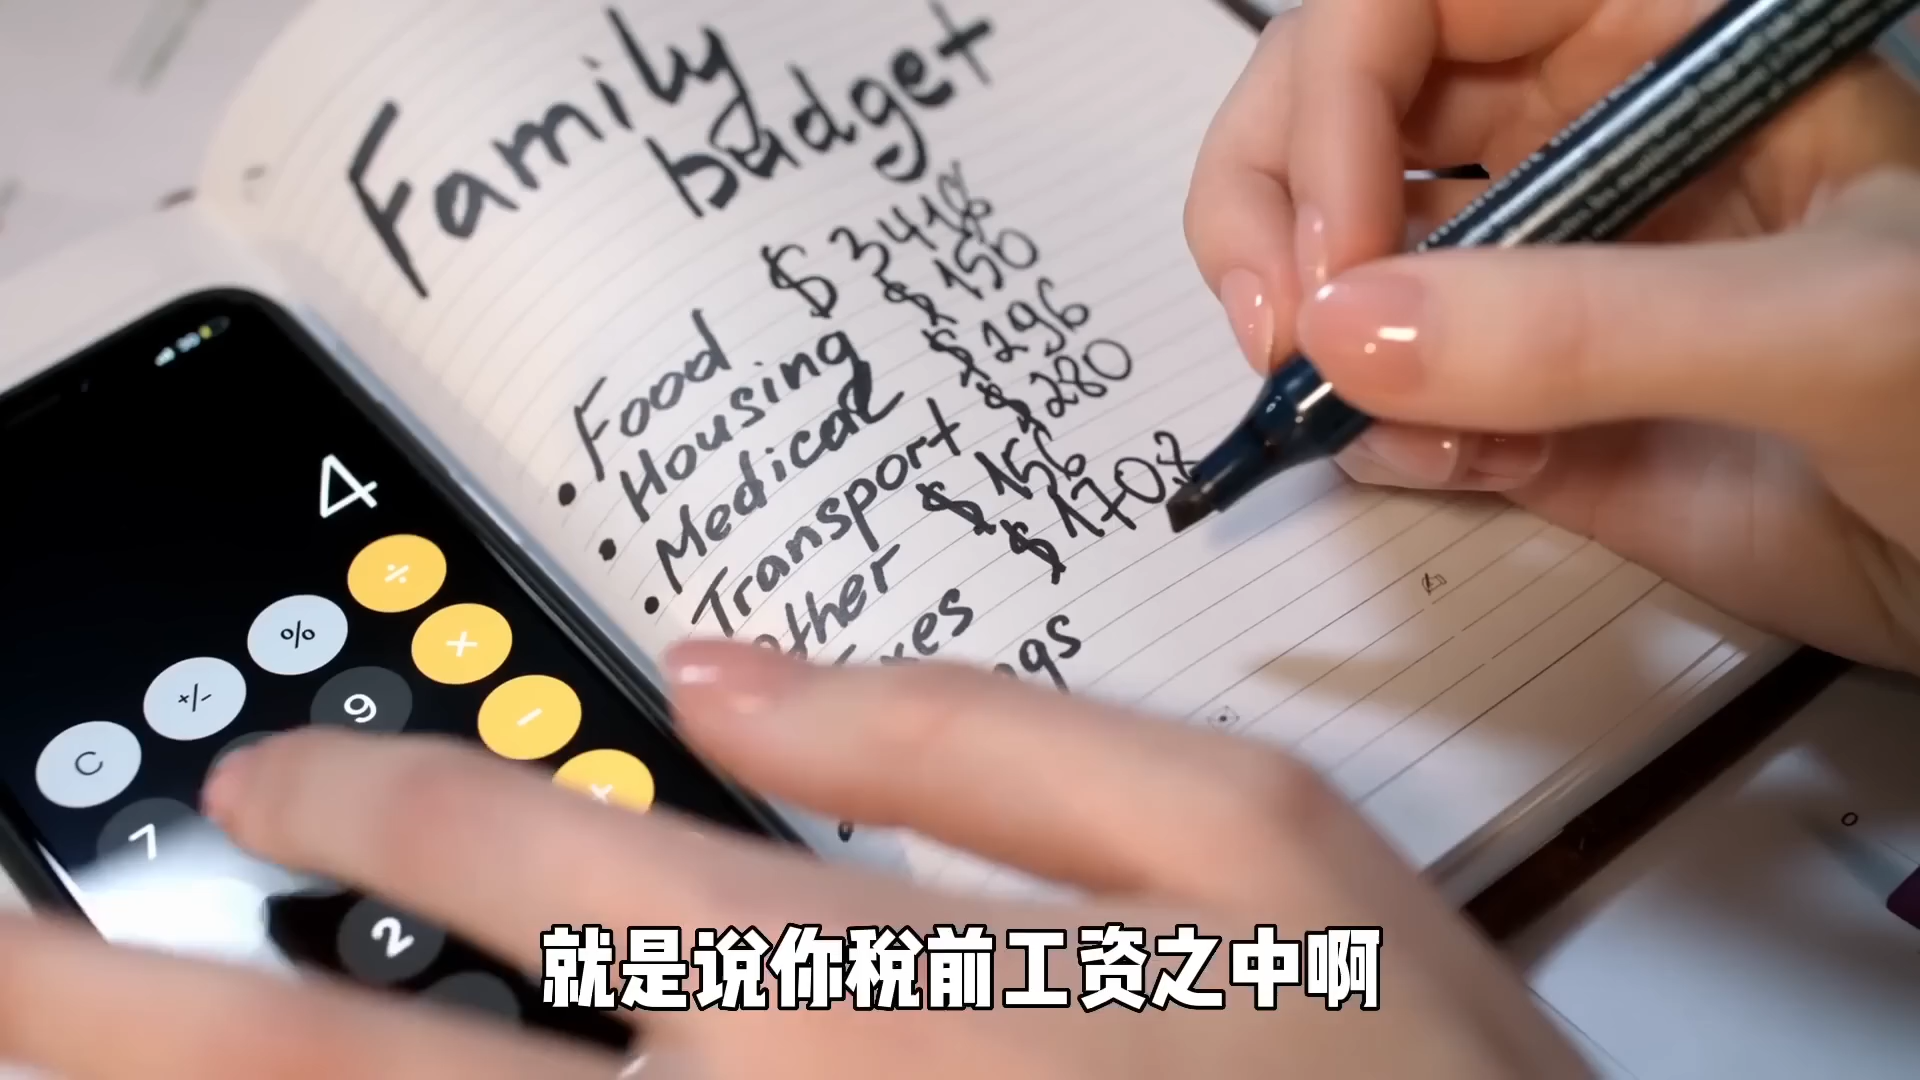 Family
budget
Food $ 3418
Housing $ 150
Medical $ 296
Transport $ 280
other $ 156
$ 1708
4
÷
% ×
+/- 9 −
C +
7
2
就是说你税前工资之中啊